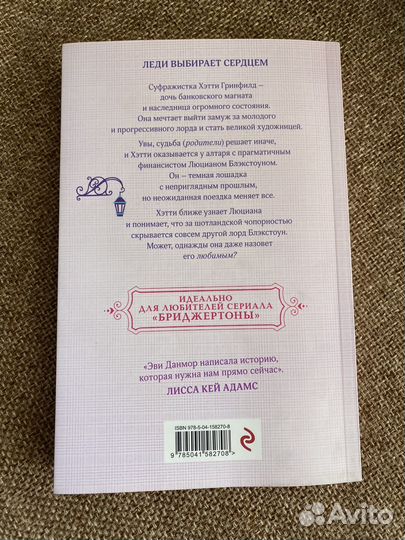 ЛЕДИ ВЫБИРАЕТ СЕРДЦЕМ
Суфражистка Хэтти Гринфилд –
дочь банковского магната
и наследница огромного состояния.
Она мечтает выйти замуж за молодого
и прогрессивного лорда и стать великой художницей.
Увы, судьба (родители) решает иначе,
и Хэтти оказывается у алтаря с прагматичным
финансистом Люцианом Блэкстоуном.
Он – темная лошадка
с неприглядным прошлым,
но неожиданная поездка меняет все.
Хэтти ближе узнает Люциана
и понимает, что за шотландской чопорностью
скрывается совсем другой лорд Блэкстоун.
Может, однажды она даже назовет
его любимым?
ИДЕАЛЬНО
ДЛЯ ЛЮБИТЕЛЕЙ СЕРИАЛА
«БРИДЖЕРТОНЫ»
«Эви Данмор написала историю,
которая нужна нам прямо сейчас».
ЛИССА КЕЙ АДАМС
ISBN 978-5-04-158270-8
9 785041 582708 >
Avito